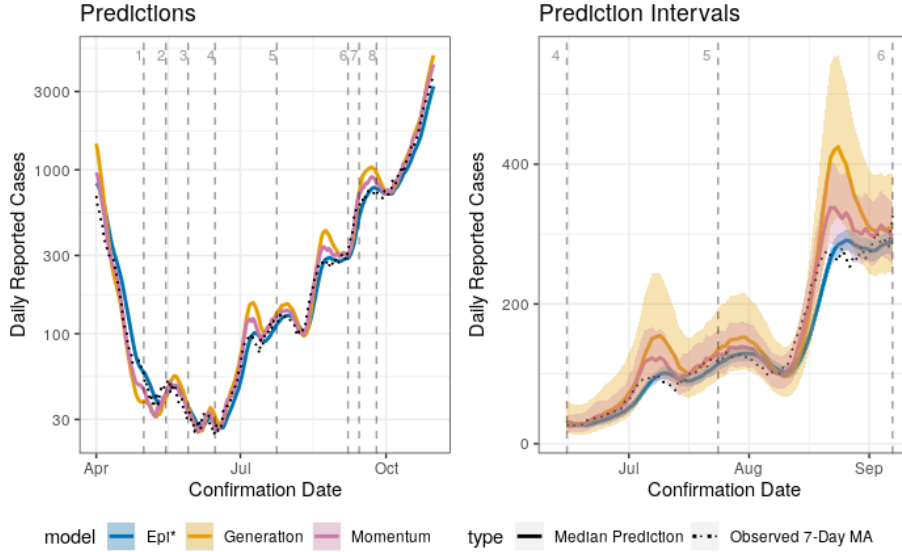 Predictions
Prediction Intervals
1 2 3 4 5 6 7 8
4 5 6
3000
1000
300
100
30
Daily Reported Cases
400
200
0
Daily Reported Cases
Apr Jul Oct
Jul Aug Sep
Confirmation Date
Confirmation Date
model Epi* Generation Momentum type Median Prediction Observed 7-Day MA